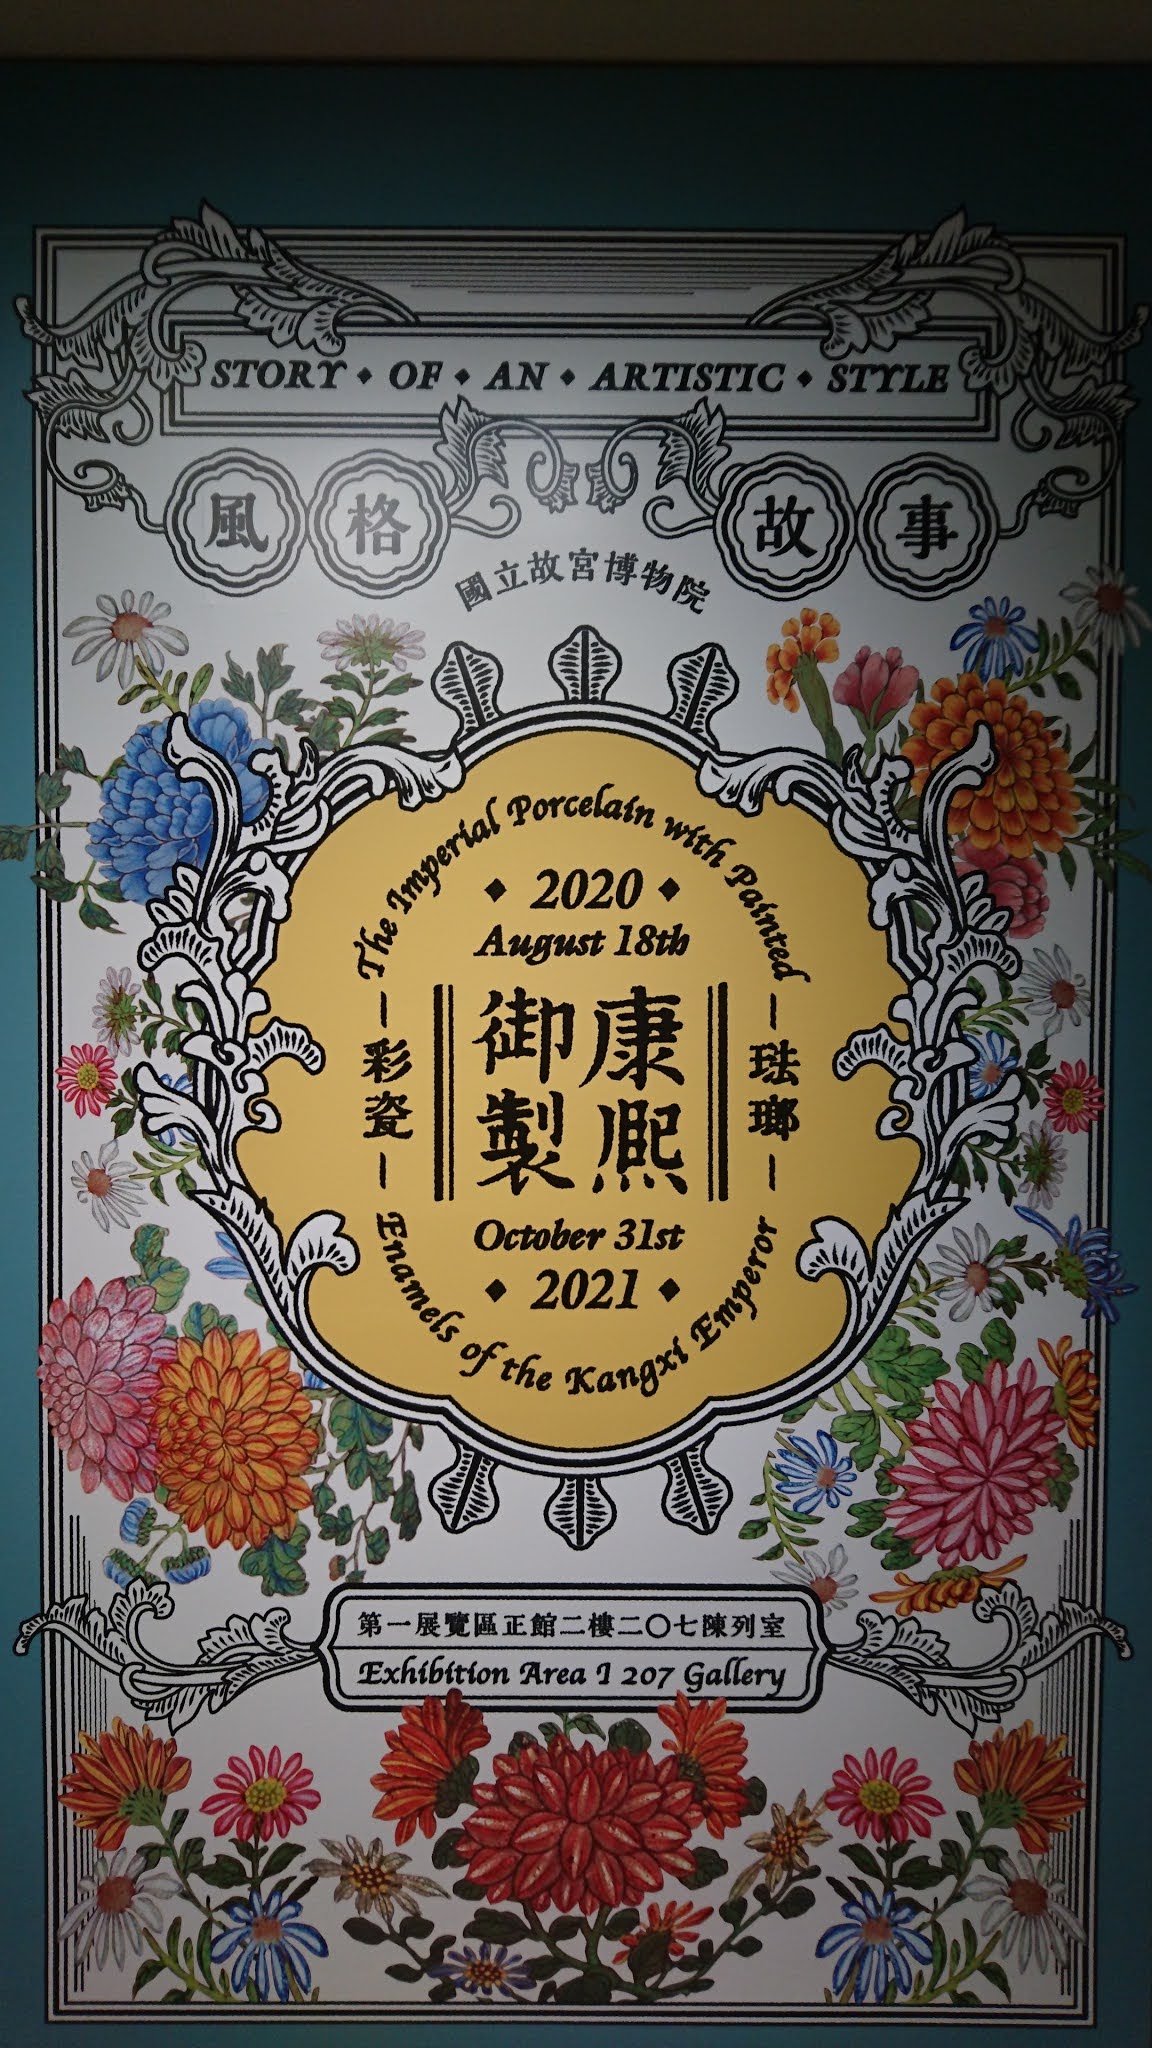 STORY ◆ OF ◆ AN ◆ ARTISTIC ◆ STYLE
風格故事
國立故宮博物院
The Imperial Porcelain with Painted
◆ 2020 ◆
August 18th
康熙
御製
琺瑯
彩瓷
October 31st
◆ 2021 ◆
Enamels of the Kangxi Emperor
第一展覽區正館二樓二〇七陳列室
Exhibition Area I 207 Gallery